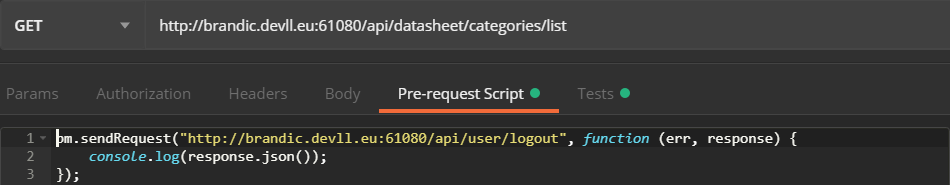 GET http://brandic.devll.eu:61080/api/datasheet/categories/list
Params Authorization Headers Body Pre-request Script Tests
1 pm.sendRequest("http://brandic.devll.eu:61080/api/user/logout", function (err, response) {
2     console.log(response.json());
3 });